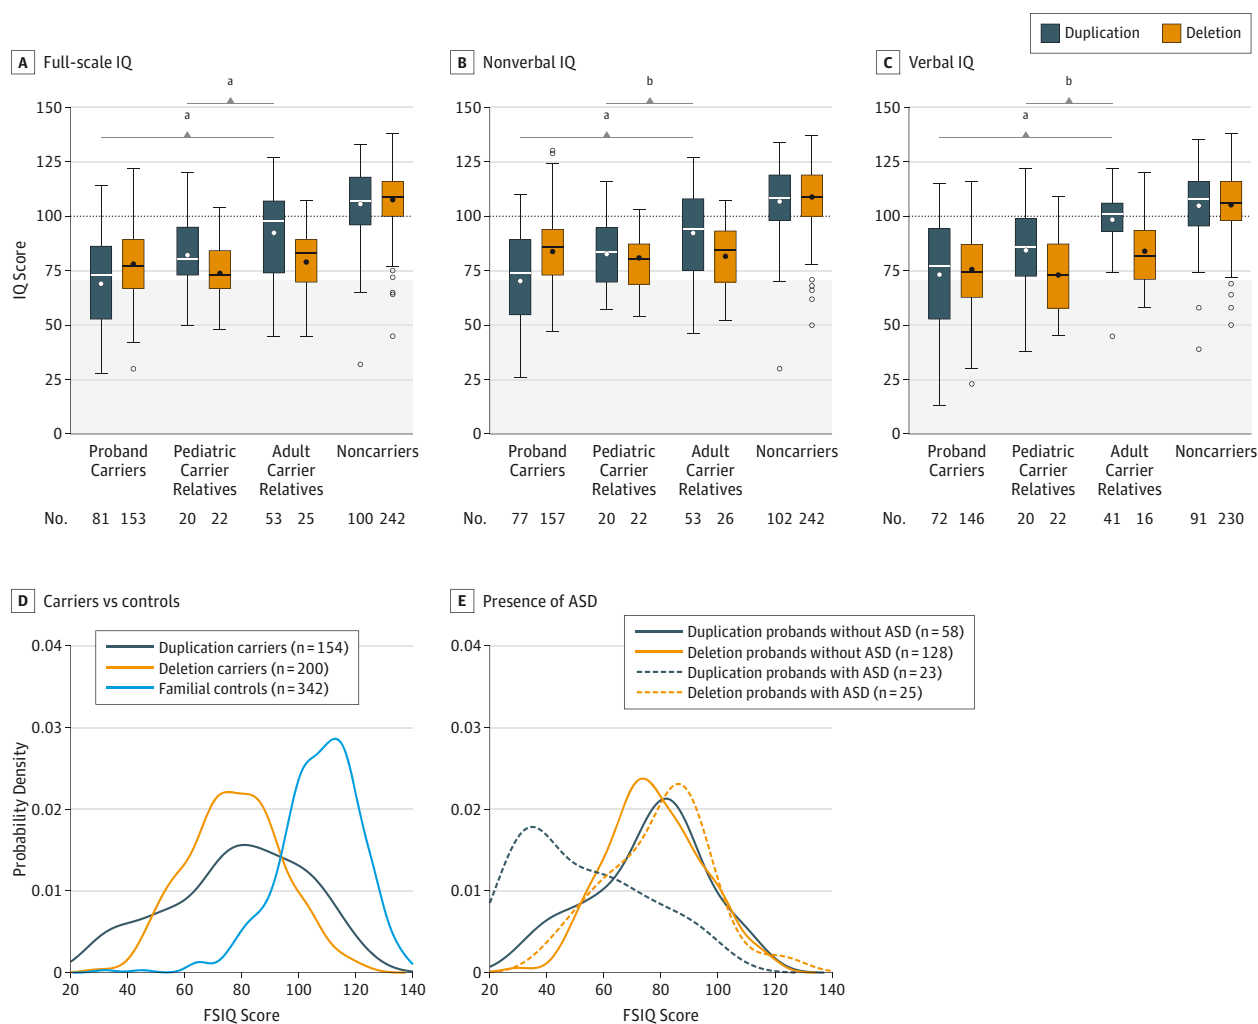 Duplication Deletion
A Full-scale IQ
B Nonverbal IQ
C Verbal IQ
a
a
150
125
100
75
50
25
0
IQ Score
Proband Carriers
Pediatric Carrier Relatives
Adult Carrier Relatives
Noncarriers
No. 81 153 20 22 53 25 100 242
b
a
150
125
100
75
50
25
0
Proband Carriers
Pediatric Carrier Relatives
Adult Carrier Relatives
Noncarriers
No. 77 157 20 22 53 26 102 242
b
a
150
125
100
75
50
25
0
Proband Carriers
Pediatric Carrier Relatives
Adult Carrier Relatives
Noncarriers
No. 72 146 20 22 41 16 91 230
D Carriers vs controls
Duplication carriers (n = 154)
Deletion carriers (n = 200)
Familial controls (n = 342)
0.04
0.03
0.02
0.01
0
Probability Density
20 40 60 80 100 120 140
FSIQ Score
E Presence of ASD
Duplication probands without ASD (n = 58)
Deletion probands without ASD (n = 128)
Duplication probands with ASD (n = 23)
Deletion probands with ASD (n = 25)
0.04
0.03
0.02
0.01
0
20 40 60 80 100 120 140
FSIQ Score